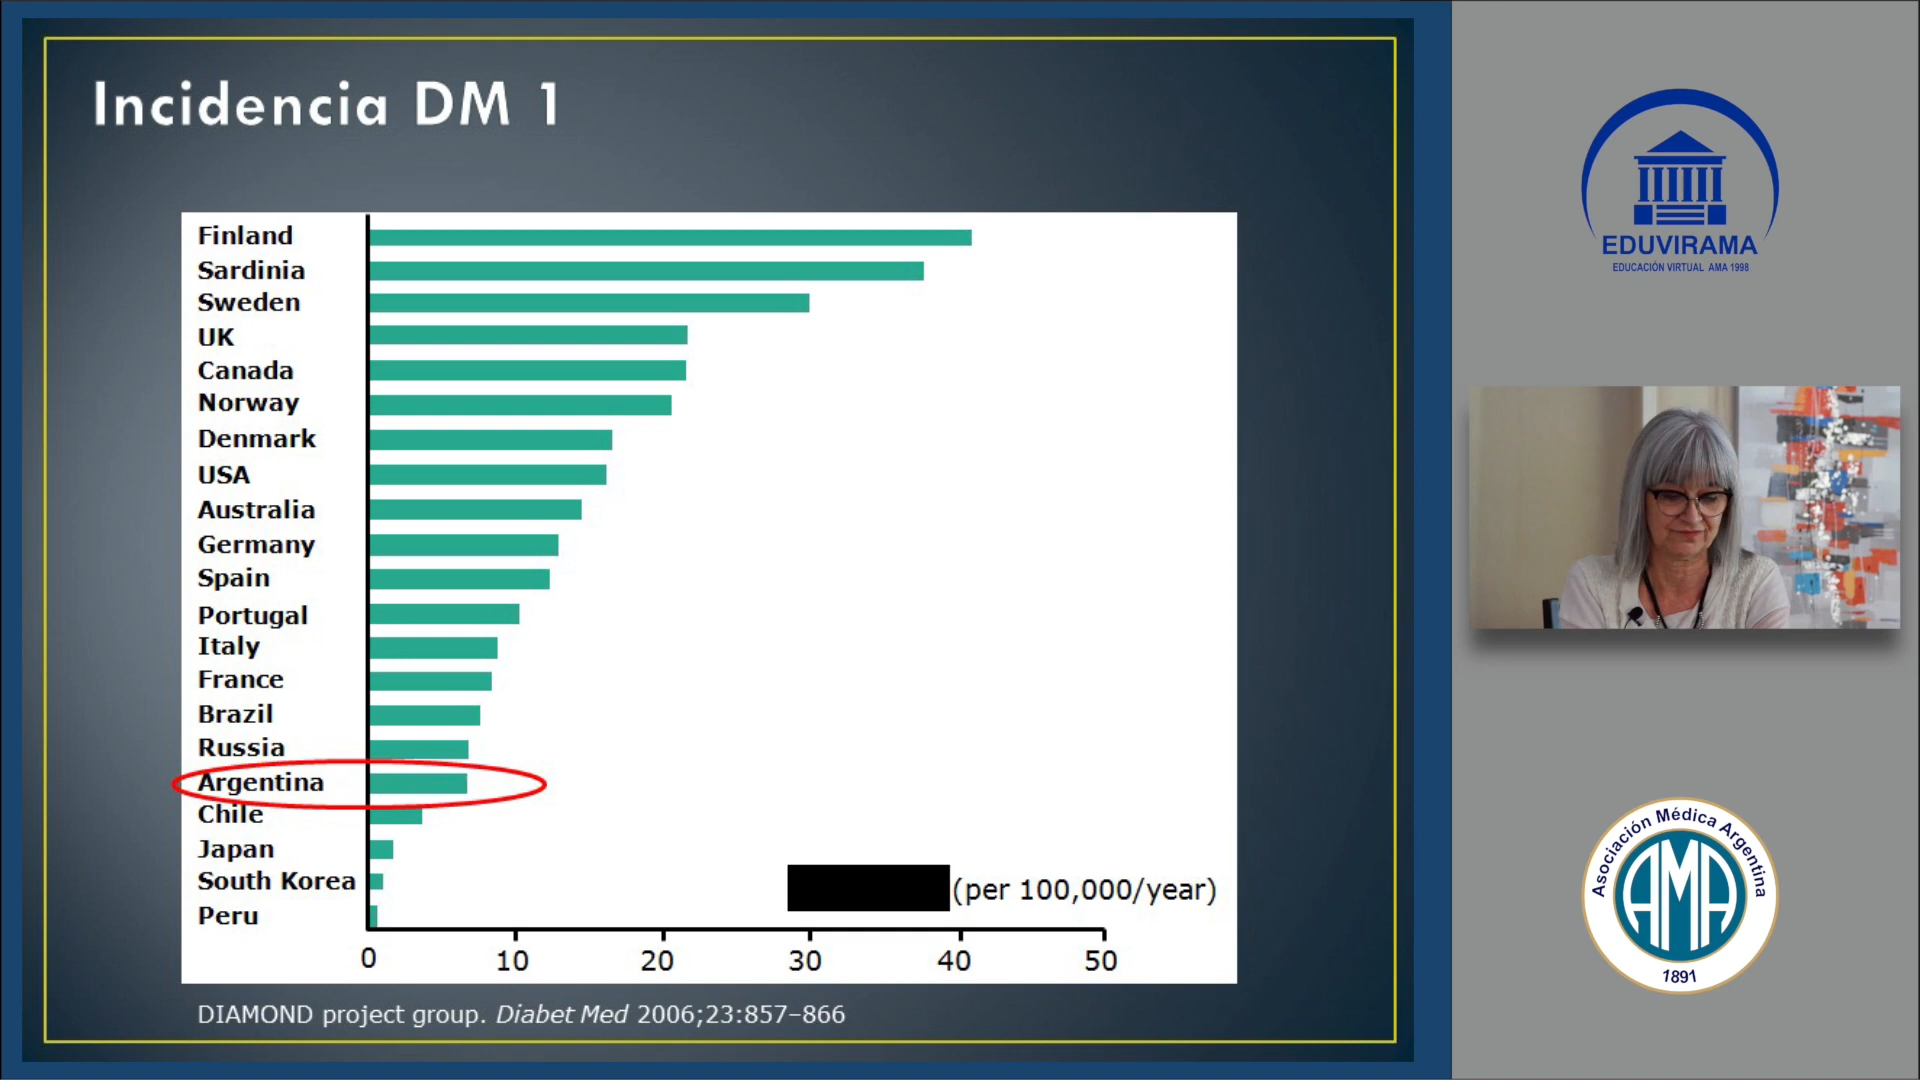 Incidencia DM 1
Finland
Sardinia
Sweden
UK
Canada
Norway
Denmark
USA
Australia
Germany
Spain
Portugal
Italy
France
Brazil
Russia
Argentina
Chile
Japan
South Korea
Peru
(per 100,000/year)
0 10 20 30 40 50
DIAMOND project group. Diabet Med 2006;23:857–866
EDUVIRAMA
EDUCACIÓN VIRTUAL AMA 1998
Asociación Médica Argentina
AMA
1891